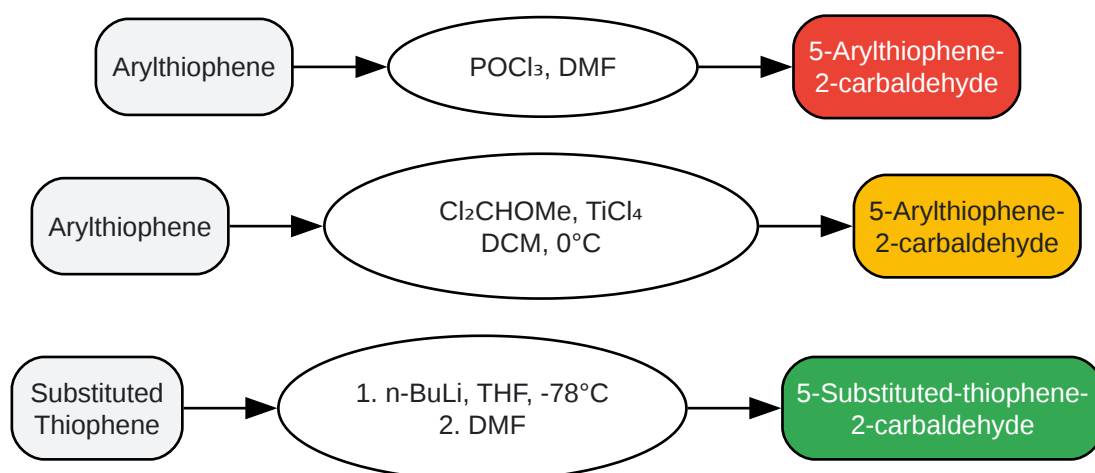 Arylthiophene
POCl₃, DMF
5-Arylthiophene-
2-carbaldehyde
Arylthiophene
Cl₂CHOMe, TiCl₄
DCM, 0°C
5-Arylthiophene-
2-carbaldehyde
Substituted
Thiophene
1. n-BuLi, THF, -78°C
2. DMF
5-Substituted-thiophene-
2-carbaldehyde